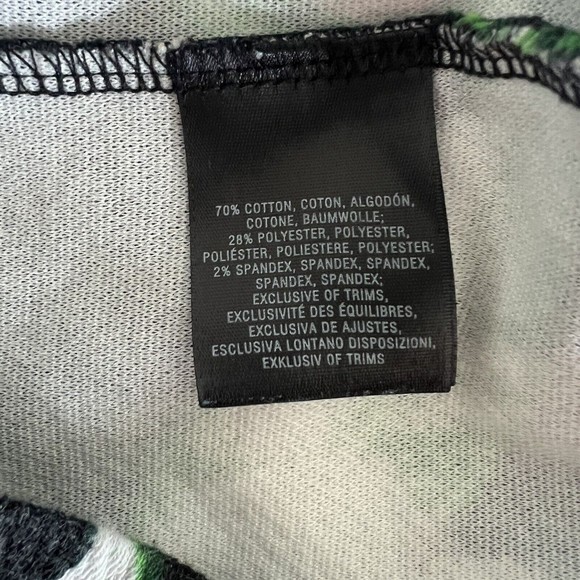 70% COTTON, COTON, ALGODÓN,
COTONE, BAUMWOLLE;
28% POLYESTER, POLYESTER,
POLIÉSTER, POLIESTERE, POLYESTER;
2% SPANDEX, SPANDEX, SPANDEX,
SPANDEX, SPANDEX;
EXCLUSIVE OF TRIMS,
EXCLUSIVITÉ DES ÉQUILIBRES,
EXCLUSIVA DE AJUSTES,
ESCLUSIVA LONTANO DISPOSIZIONI,
EXKLUSIV OF TRIMS